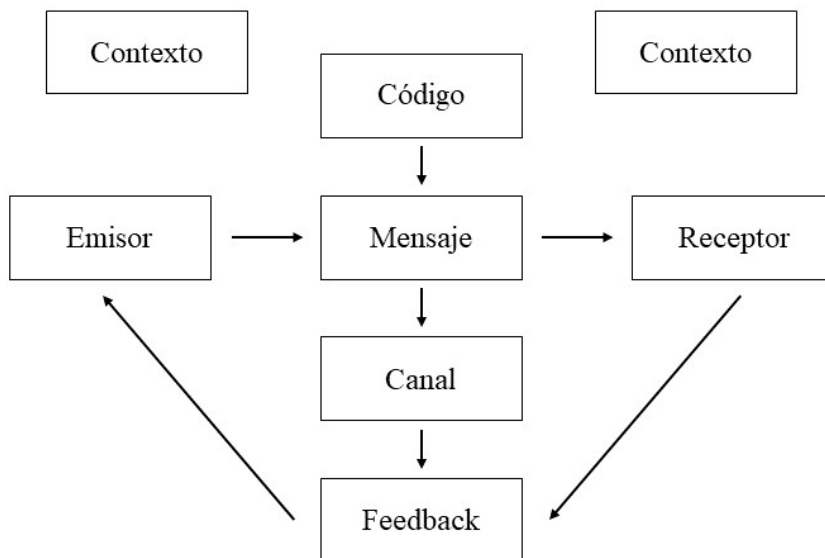 Contexto
Contexto
Código
Emisor
Mensaje
Receptor
Canal
Feedback